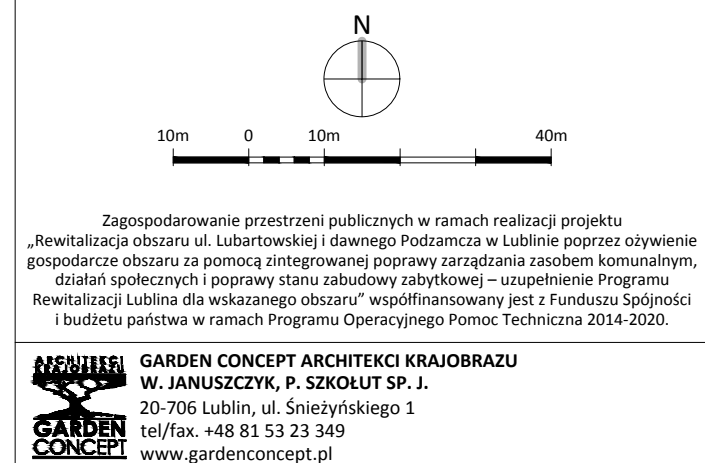 N
10m 0 10m 40m
Zagospodarowanie przestrzeni publicznych w ramach realizacji projektu
„Rewitalizacja obszaru ul. Lubartowskiej i dawnego Podzamcza w Lublinie poprzez ożywienie
gospodarcze obszaru za pomocą zintegrowanej poprawy zarządzania zasobem komunalnym,
działań społecznych i poprawy stanu zabudowy zabytkowej – uzupełnienie Programu
Rewitalizacji Lublina dla wskazanego obszaru” współfinansowany jest z Funduszu Spójności
i budżetu państwa w ramach Programu Operacyjnego Pomoc Techniczna 2014-2020.
ARCHITEKCI
KRAJOBRAZU
GARDEN
CONCEPT
GARDEN CONCEPT ARCHITEKCI KRAJOBRAZU
W. JANUSZCZYK, P. SZKOŁUT SP. J.
20-706 Lublin, ul. Śnieżyńskiego 1
tel/fax. +48 81 53 23 349
www.gardenconcept.pl